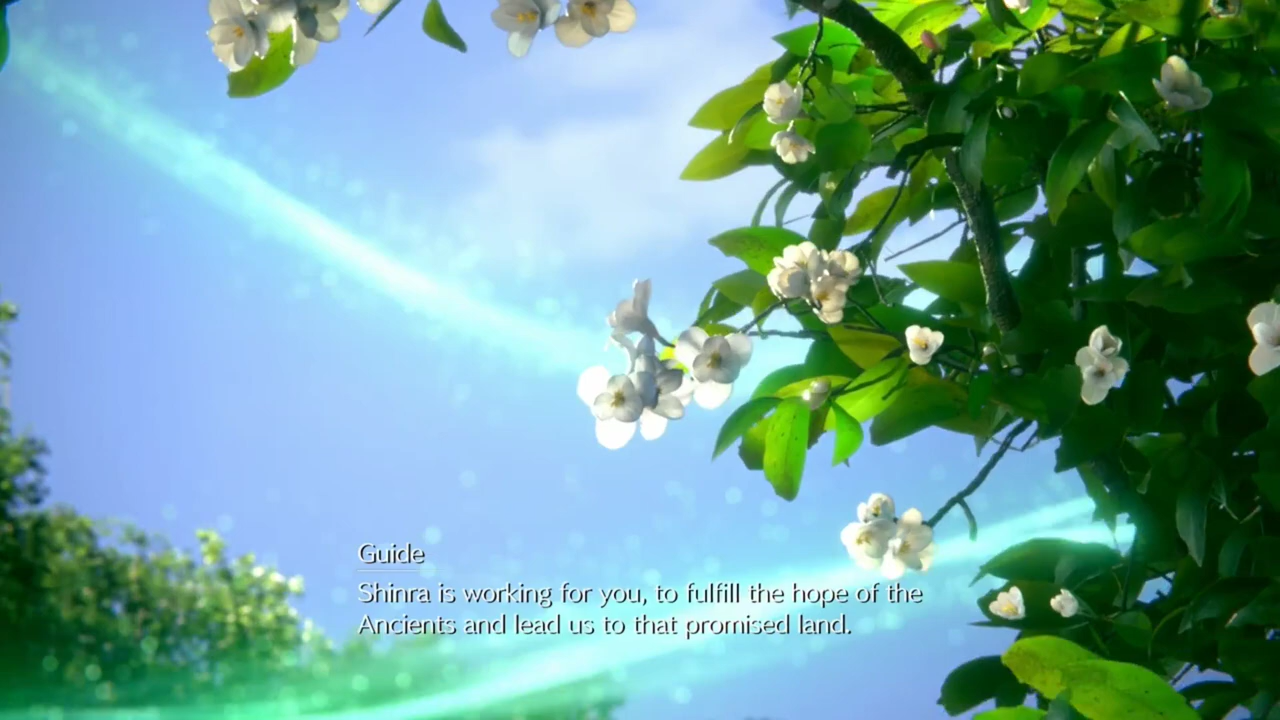 Guide
Shinra is working for you, to fulfill the hope of the
Ancients and lead us to that promised land.